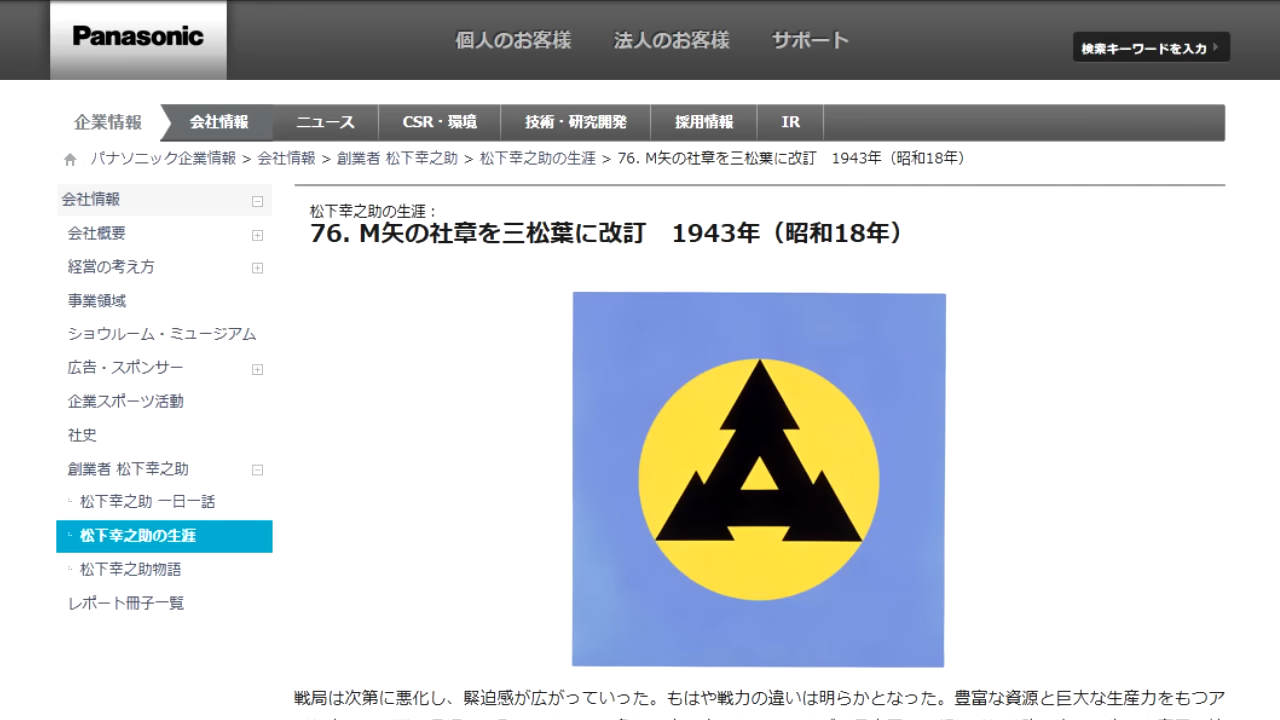 Panasonic
個人のお客様 法人のお客様 サポート
検索キーワードを入力
企業情報 会社情報 ニュース CSR・環境 技術・研究開発 採用情報 IR
パナソニック企業情報 > 会社情報 > 創業者 松下幸之助 > 松下幸之助の生涯 > 76. M矢の社章を三松葉に改訂　1943年（昭和18年）
会社情報
会社概要
経営の考え方
事業領域
ショウルーム・ミュージアム
広告・スポンサー
企業スポーツ活動
社史
創業者 松下幸之助
松下幸之助 一日一話
松下幸之助の生涯
松下幸之助物語
レポート冊子一覧
松下幸之助の生涯：
76. M矢の社章を三松葉に改訂　1943年（昭和18年）
戦局は次第に悪化し、緊迫感が広がっていった。もはや戦力の違いは明らかとなった。豊富な資源と巨大な生産力をもつア